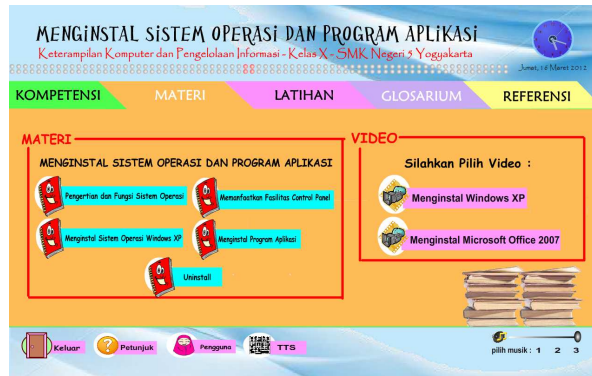 MENGINSTAL SISTEM OPERASI DAN PROGRAM APLIKASI
Keterampilan Komputer dan Pengelolaan Informasi - Kelas X - SMK Negeri 5 Yogyakarta
Jumat, 16 Maret 2012
KOMPETENSI
MATERI
LATIHAN
GLOSARIUM
REFERENSI
MATERI
MENGINSTAL SISTEM OPERASI DAN PROGRAM APLIKASI
Pengertian dan Fungsi Sistem Operasi
Memanfaatkan Fasilitas Control Panel
Menginstal Sistem Operasi Windows XP
Menginstal Program Aplikasi
Uninstall
VIDEO
Silahkan Pilih Video :
Menginstal Windows XP
Menginstal Microsoft Office 2007
Keluar
Petunjuk
Pengguna
TTS
pilih musik : 1 2 3